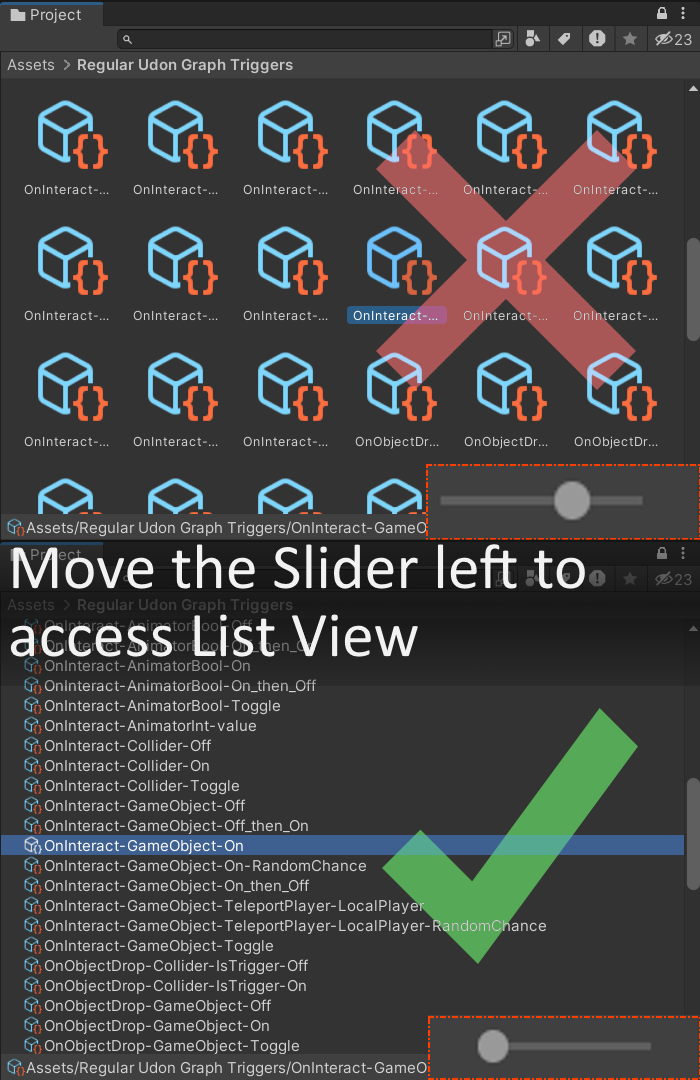 Project
23
Assets > Regular Udon Graph Triggers
OnInteract-... OnInteract-... OnInteract-... OnInteract-... OnInteract-... OnInteract-...
OnInteract-... OnInteract-... OnInteract-... OnInteract-... OnInteract-... OnInteract-...
OnInteract-... OnInteract-... OnInteract-... OnObjectDr... OnObjectDr... OnObjectDr...
Assets/Regular Udon Graph Triggers/OnInteract-GameO
Project
23
Move the Slider left to
Assets > Regular Udon Graph Triggers
access List View
OnInteract-AnimatorBool-Off
OnInteract-AnimatorBool-On
OnInteract-AnimatorBool-On_then_Off
OnInteract-AnimatorBool-Toggle
OnInteract-AnimatorInt-value
OnInteract-Collider-Off
OnInteract-Collider-On
OnInteract-Collider-Toggle
OnInteract-GameObject-Off
OnInteract-GameObject-Off_then_On
OnInteract-GameObject-On
OnInteract-GameObject-On-RandomChance
OnInteract-GameObject-On_then_Off
OnInteract-GameObject-TeleportPlayer-LocalPlayer
OnInteract-GameObject-TeleportPlayer-LocalPlayer-RandomChance
OnInteract-GameObject-Toggle
OnObjectDrop-Collider-IsTrigger-Off
OnObjectDrop-Collider-IsTrigger-On
OnObjectDrop-GameObject-Off
OnObjectDrop-GameObject-On
OnObjectDrop-GameObject-Toggle
Assets/Regular Udon Graph Triggers/OnInteract-GameO